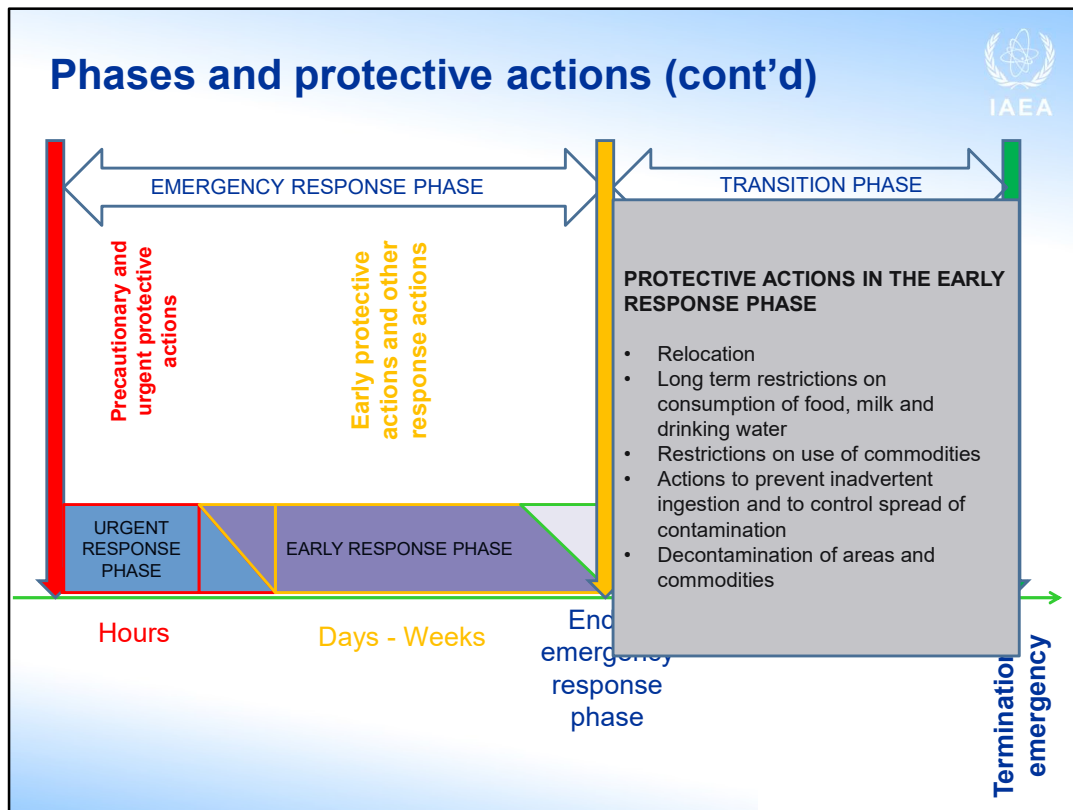 Phases and protective actions (cont’d)
IAEA
EMERGENCY RESPONSE PHASE
TRANSITION PHASE
Precautionary and
urgent protective
actions
Early protective
actions and other
response actions
PROTECTIVE ACTIONS IN THE EARLY
RESPONSE PHASE
• Relocation
• Long term restrictions on
consumption of food, milk and
drinking water
• Restrictions on use of commodities
• Actions to prevent inadvertent
ingestion and to control spread of
contamination
• Decontamination of areas and
commodities
URGENT
RESPONSE
PHASE
EARLY RESPONSE PHASE
Hours
Days - Weeks
End
emergency
response
phase
Termination
emergency